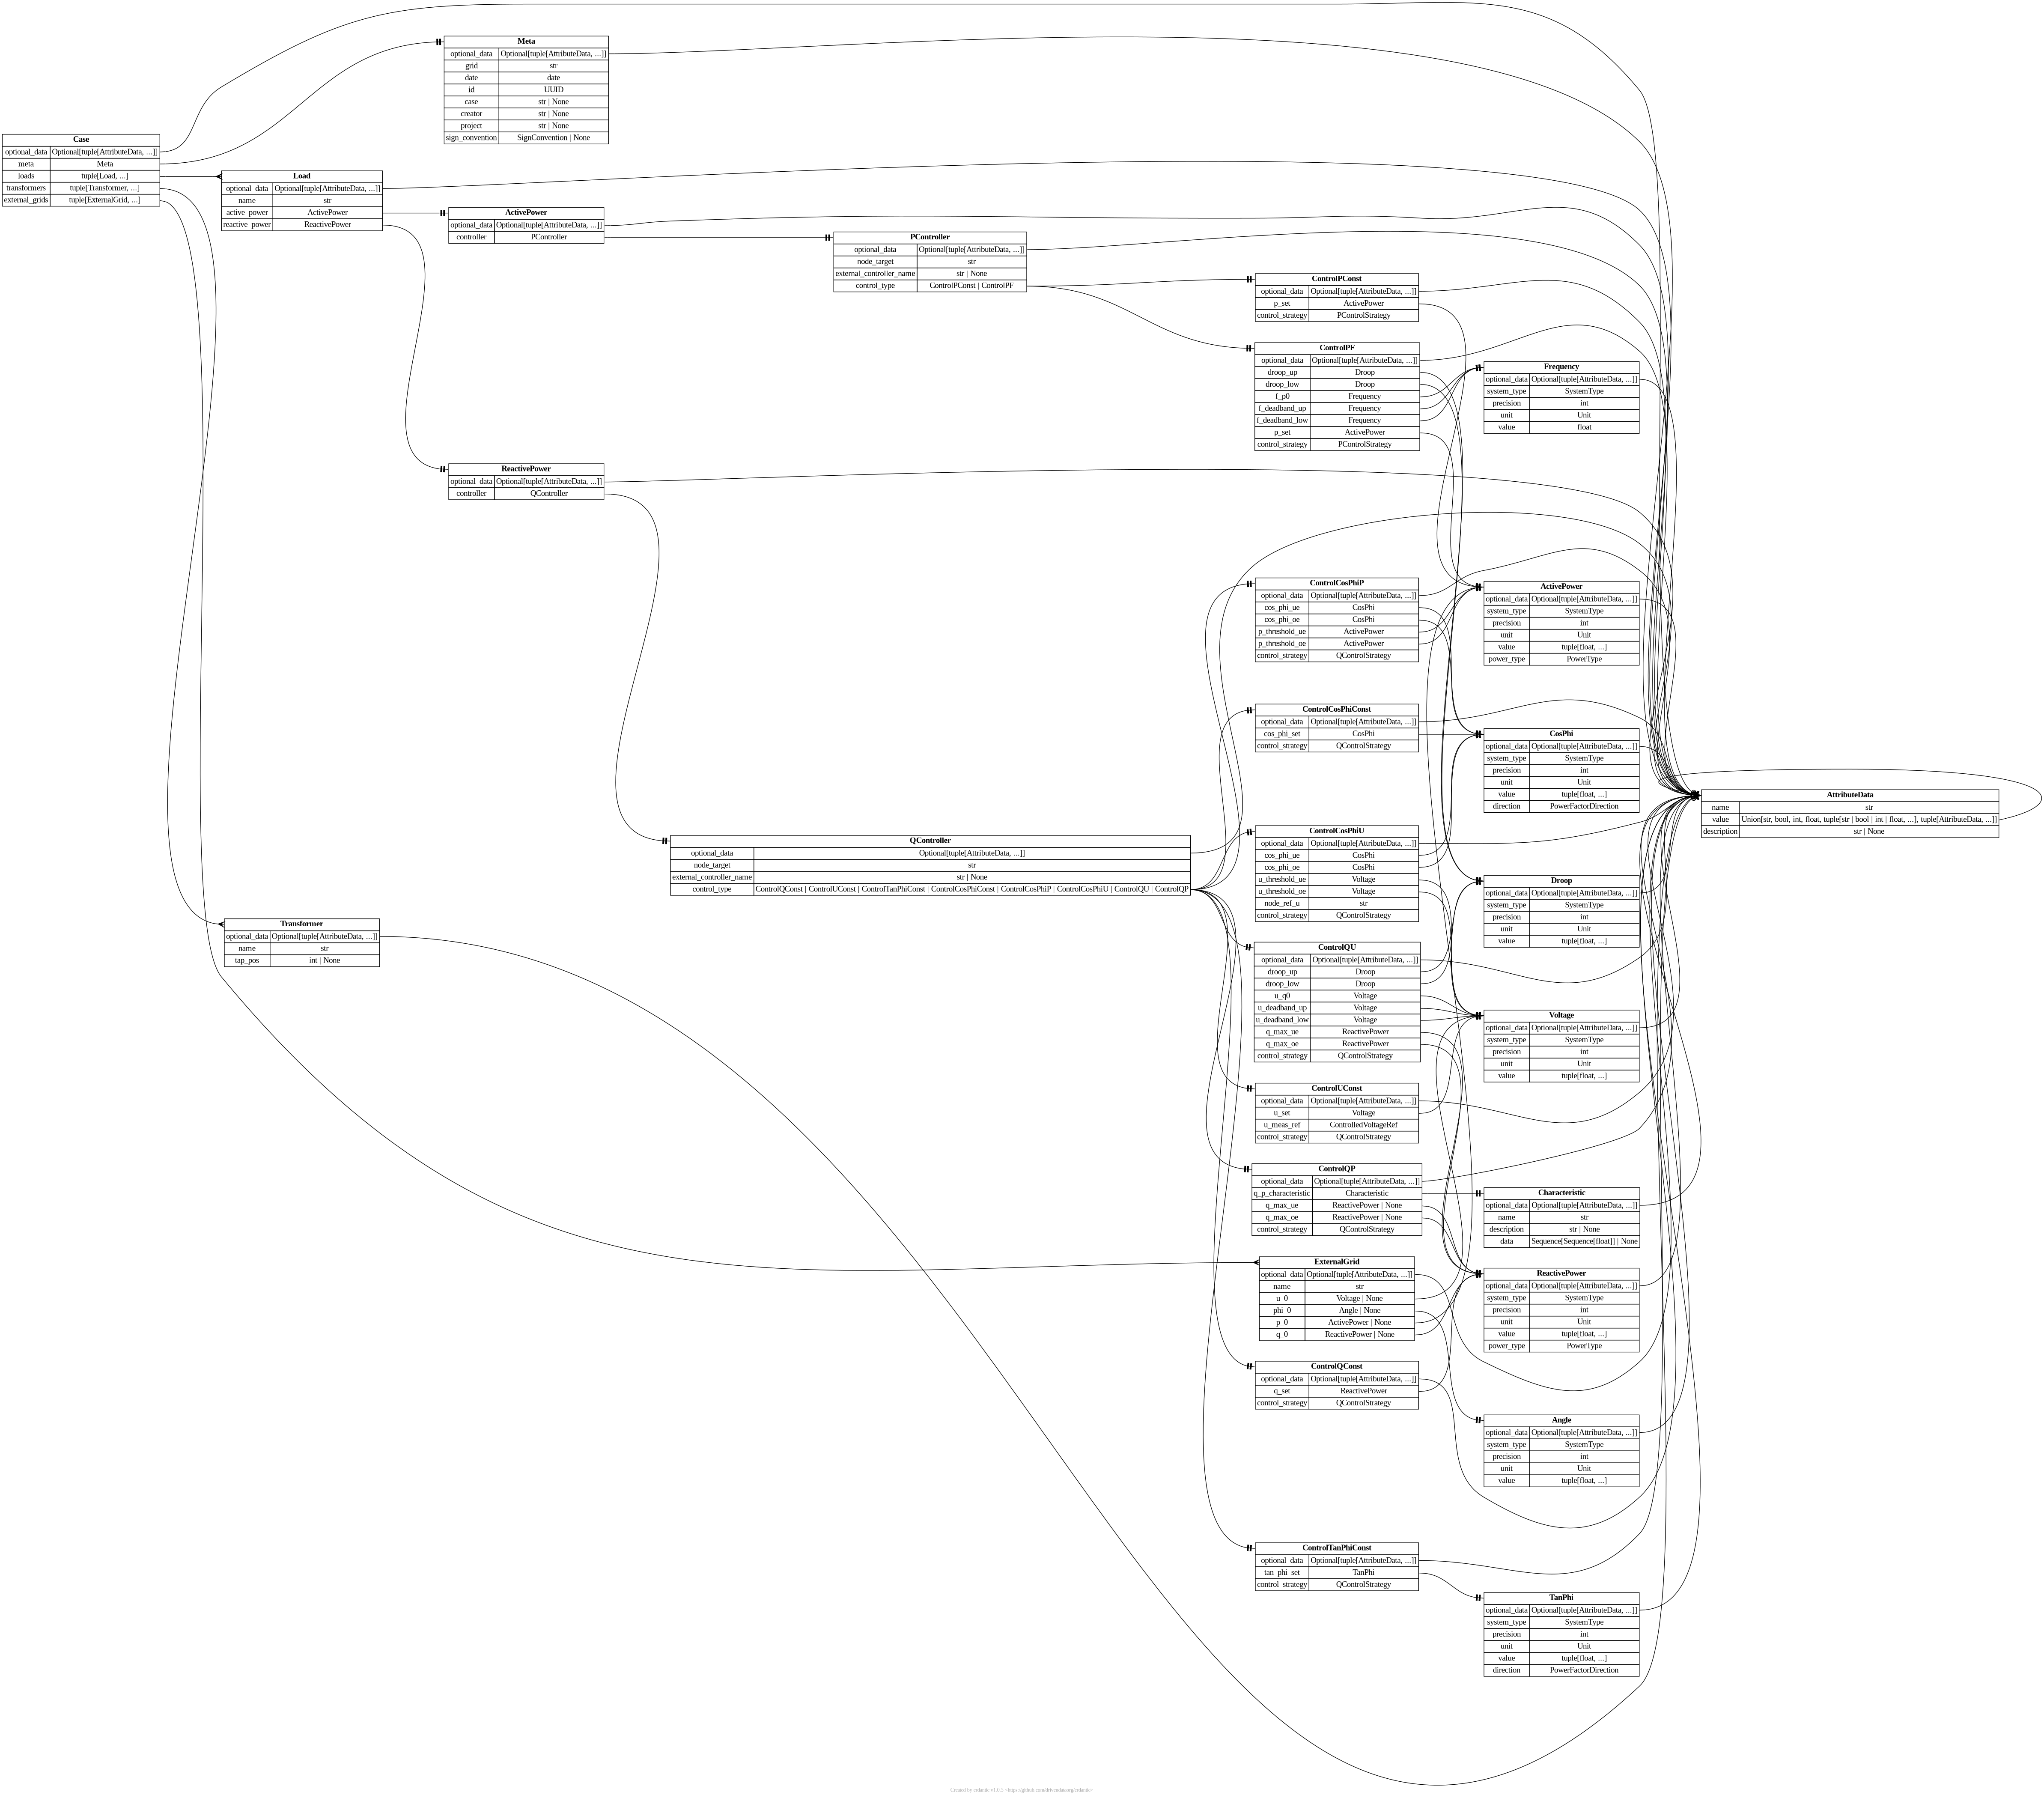 Meta
optional_data Optional[tuple[AttributeData, ...]]
grid str
date date
id UUID
case str | None
creator str | None
project str | None
sign_convention SignConvention | None
Case
optional_data Optional[tuple[AttributeData, ...]]
meta Meta
loads tuple[Load, ...]
transformers tuple[Transformer, ...]
external_grids tuple[ExternalGrid, ...]
Load
optional_data Optional[tuple[AttributeData, ...]]
name str
active_power ActivePower
reactive_power ReactivePower
ActivePower
optional_data Optional[tuple[AttributeData, ...]]
controller PController
PController
optional_data Optional[tuple[AttributeData, ...]]
node_target str
external_controller_name str | None
control_type ControlPConst | ControlPF
ControlPConst
optional_data Optional[tuple[AttributeData, ...]]
p_set ActivePower
control_strategy PControlStrategy
ControlPF
optional_data Optional[tuple[AttributeData, ...]]
droop_up Droop
droop_low Droop
f_p0 Frequency
f_deadband_up Frequency
f_deadband_low Frequency
p_set ActivePower
control_strategy PControlStrategy
Frequency
optional_data Optional[tuple[AttributeData, ...]]
system_type SystemType
precision int
unit Unit
value float
ReactivePower
optional_data Optional[tuple[AttributeData, ...]]
controller QController
ControlCosPhiP
optional_data Optional[tuple[AttributeData, ...]]
cos_phi_ue CosPhi
cos_phi_oe CosPhi
p_threshold_ue ActivePower
p_threshold_oe ActivePower
control_strategy QControlStrategy
ActivePower
optional_data Optional[tuple[AttributeData, ...]]
system_type SystemType
precision int
unit Unit
value tuple[float, ...]
power_type PowerType
ControlCosPhiConst
optional_data Optional[tuple[AttributeData, ...]]
cos_phi_set CosPhi
control_strategy QControlStrategy
CosPhi
optional_data Optional[tuple[AttributeData, ...]]
system_type SystemType
precision int
unit Unit
value tuple[float, ...]
direction PowerFactorDirection
AttributeData
name str
value Union[str, bool, int, float, tuple[str | bool | int | float, ...], tuple[AttributeData, ...]]
description str | None
QController
optional_data Optional[tuple[AttributeData, ...]]
node_target str
external_controller_name str | None
control_type ControlQConst | ControlUConst | ControlTanPhiConst | ControlCosPhiConst | ControlCosPhiP | ControlCosPhiU | ControlQU | ControlQP
ControlCosPhiU
optional_data Optional[tuple[AttributeData, ...]]
cos_phi_ue CosPhi
cos_phi_oe CosPhi
u_threshold_ue Voltage
u_threshold_oe Voltage
node_ref_u str
control_strategy QControlStrategy
Droop
optional_data Optional[tuple[AttributeData, ...]]
system_type SystemType
precision int
unit Unit
value tuple[float, ...]
Transformer
optional_data Optional[tuple[AttributeData, ...]]
name str
tap_pos int | None
ControlQU
optional_data Optional[tuple[AttributeData, ...]]
droop_up Droop
droop_low Droop
u_q0 Voltage
u_deadband_up Voltage
u_deadband_low Voltage
q_max_ue ReactivePower
q_max_oe ReactivePower
control_strategy QControlStrategy
Voltage
optional_data Optional[tuple[AttributeData, ...]]
system_type SystemType
precision int
unit Unit
value tuple[float, ...]
ControlUConst
optional_data Optional[tuple[AttributeData, ...]]
u_set Voltage
u_meas_ref ControlledVoltageRef
control_strategy QControlStrategy
ControlQP
optional_data Optional[tuple[AttributeData, ...]]
q_p_characteristic Characteristic
q_max_ue ReactivePower | None
q_max_oe ReactivePower | None
control_strategy QControlStrategy
Characteristic
optional_data Optional[tuple[AttributeData, ...]]
name str
description str | None
data Sequence[Sequence[float]] | None
ExternalGrid
optional_data Optional[tuple[AttributeData, ...]]
name str
u_0 Voltage | None
phi_0 Angle | None
p_0 ActivePower | None
q_0 ReactivePower | None
ReactivePower
optional_data Optional[tuple[AttributeData, ...]]
system_type SystemType
precision int
unit Unit
value tuple[float, ...]
power_type PowerType
ControlQConst
optional_data Optional[tuple[AttributeData, ...]]
q_set ReactivePower
control_strategy QControlStrategy
Angle
optional_data Optional[tuple[AttributeData, ...]]
system_type SystemType
precision int
unit Unit
value tuple[float, ...]
ControlTanPhiConst
optional_data Optional[tuple[AttributeData, ...]]
tan_phi_set TanPhi
control_strategy QControlStrategy
TanPhi
optional_data Optional[tuple[AttributeData, ...]]
system_type SystemType
precision int
unit Unit
value tuple[float, ...]
direction PowerFactorDirection
Created by erdantic